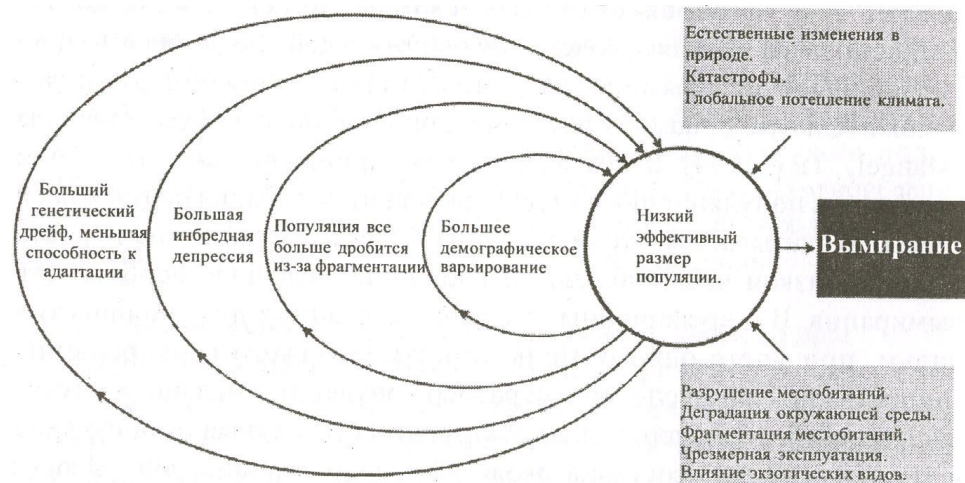 Естественные изменения в
природе.
Катастрофы.
Глобальное потепление климата.
Больший
генетический
дрейф, меньшая
способность к
адаптации
Большая
инбредная
депрессия
Популяция все
больше дробится
из-за фрагментации
Большее
демографическое
варьирование
Низкий
эффективный
размер
популяции.
Вымирание
Разрушение местобитаний.
Деградация окружающей среды.
Фрагментация местобитаний.
Чрезмерная эксплуатация.
Влияние экзотических видов.